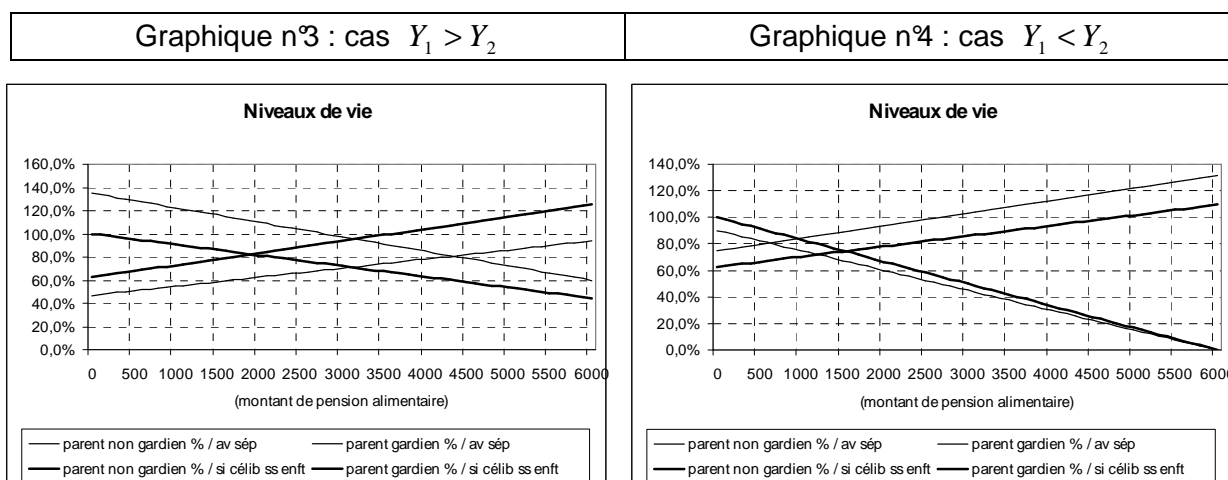 Graphique n°3 : cas Y₁ > Y₂
Graphique n°4 : cas Y₁ < Y₂
Niveaux de vie
160,0%
140,0%
120,0%
100,0%
80,0%
60,0%
40,0%
20,0%
0,0%
0 500 1000 1500 2000 2500 3000 3500 4000 4500 5000 5500 6000
(montant de pension alimentaire)
parent non gardien % / av sép parent gardien % / av sép
parent non gardien % / si célib ss enft parent gardien % / si célib ss enft
Niveaux de vie
140,0%
120,0%
100,0%
80,0%
60,0%
40,0%
20,0%
0,0%
0 500 1000 1500 2000 2500 3000 3500 4000 4500 5000 5500 6000
(montant de pension alimentaire)
parent non gardien % / av sép parent gardien % / av sép
parent non gardien % / si célib ss enft parent gardien % / si célib ss enft